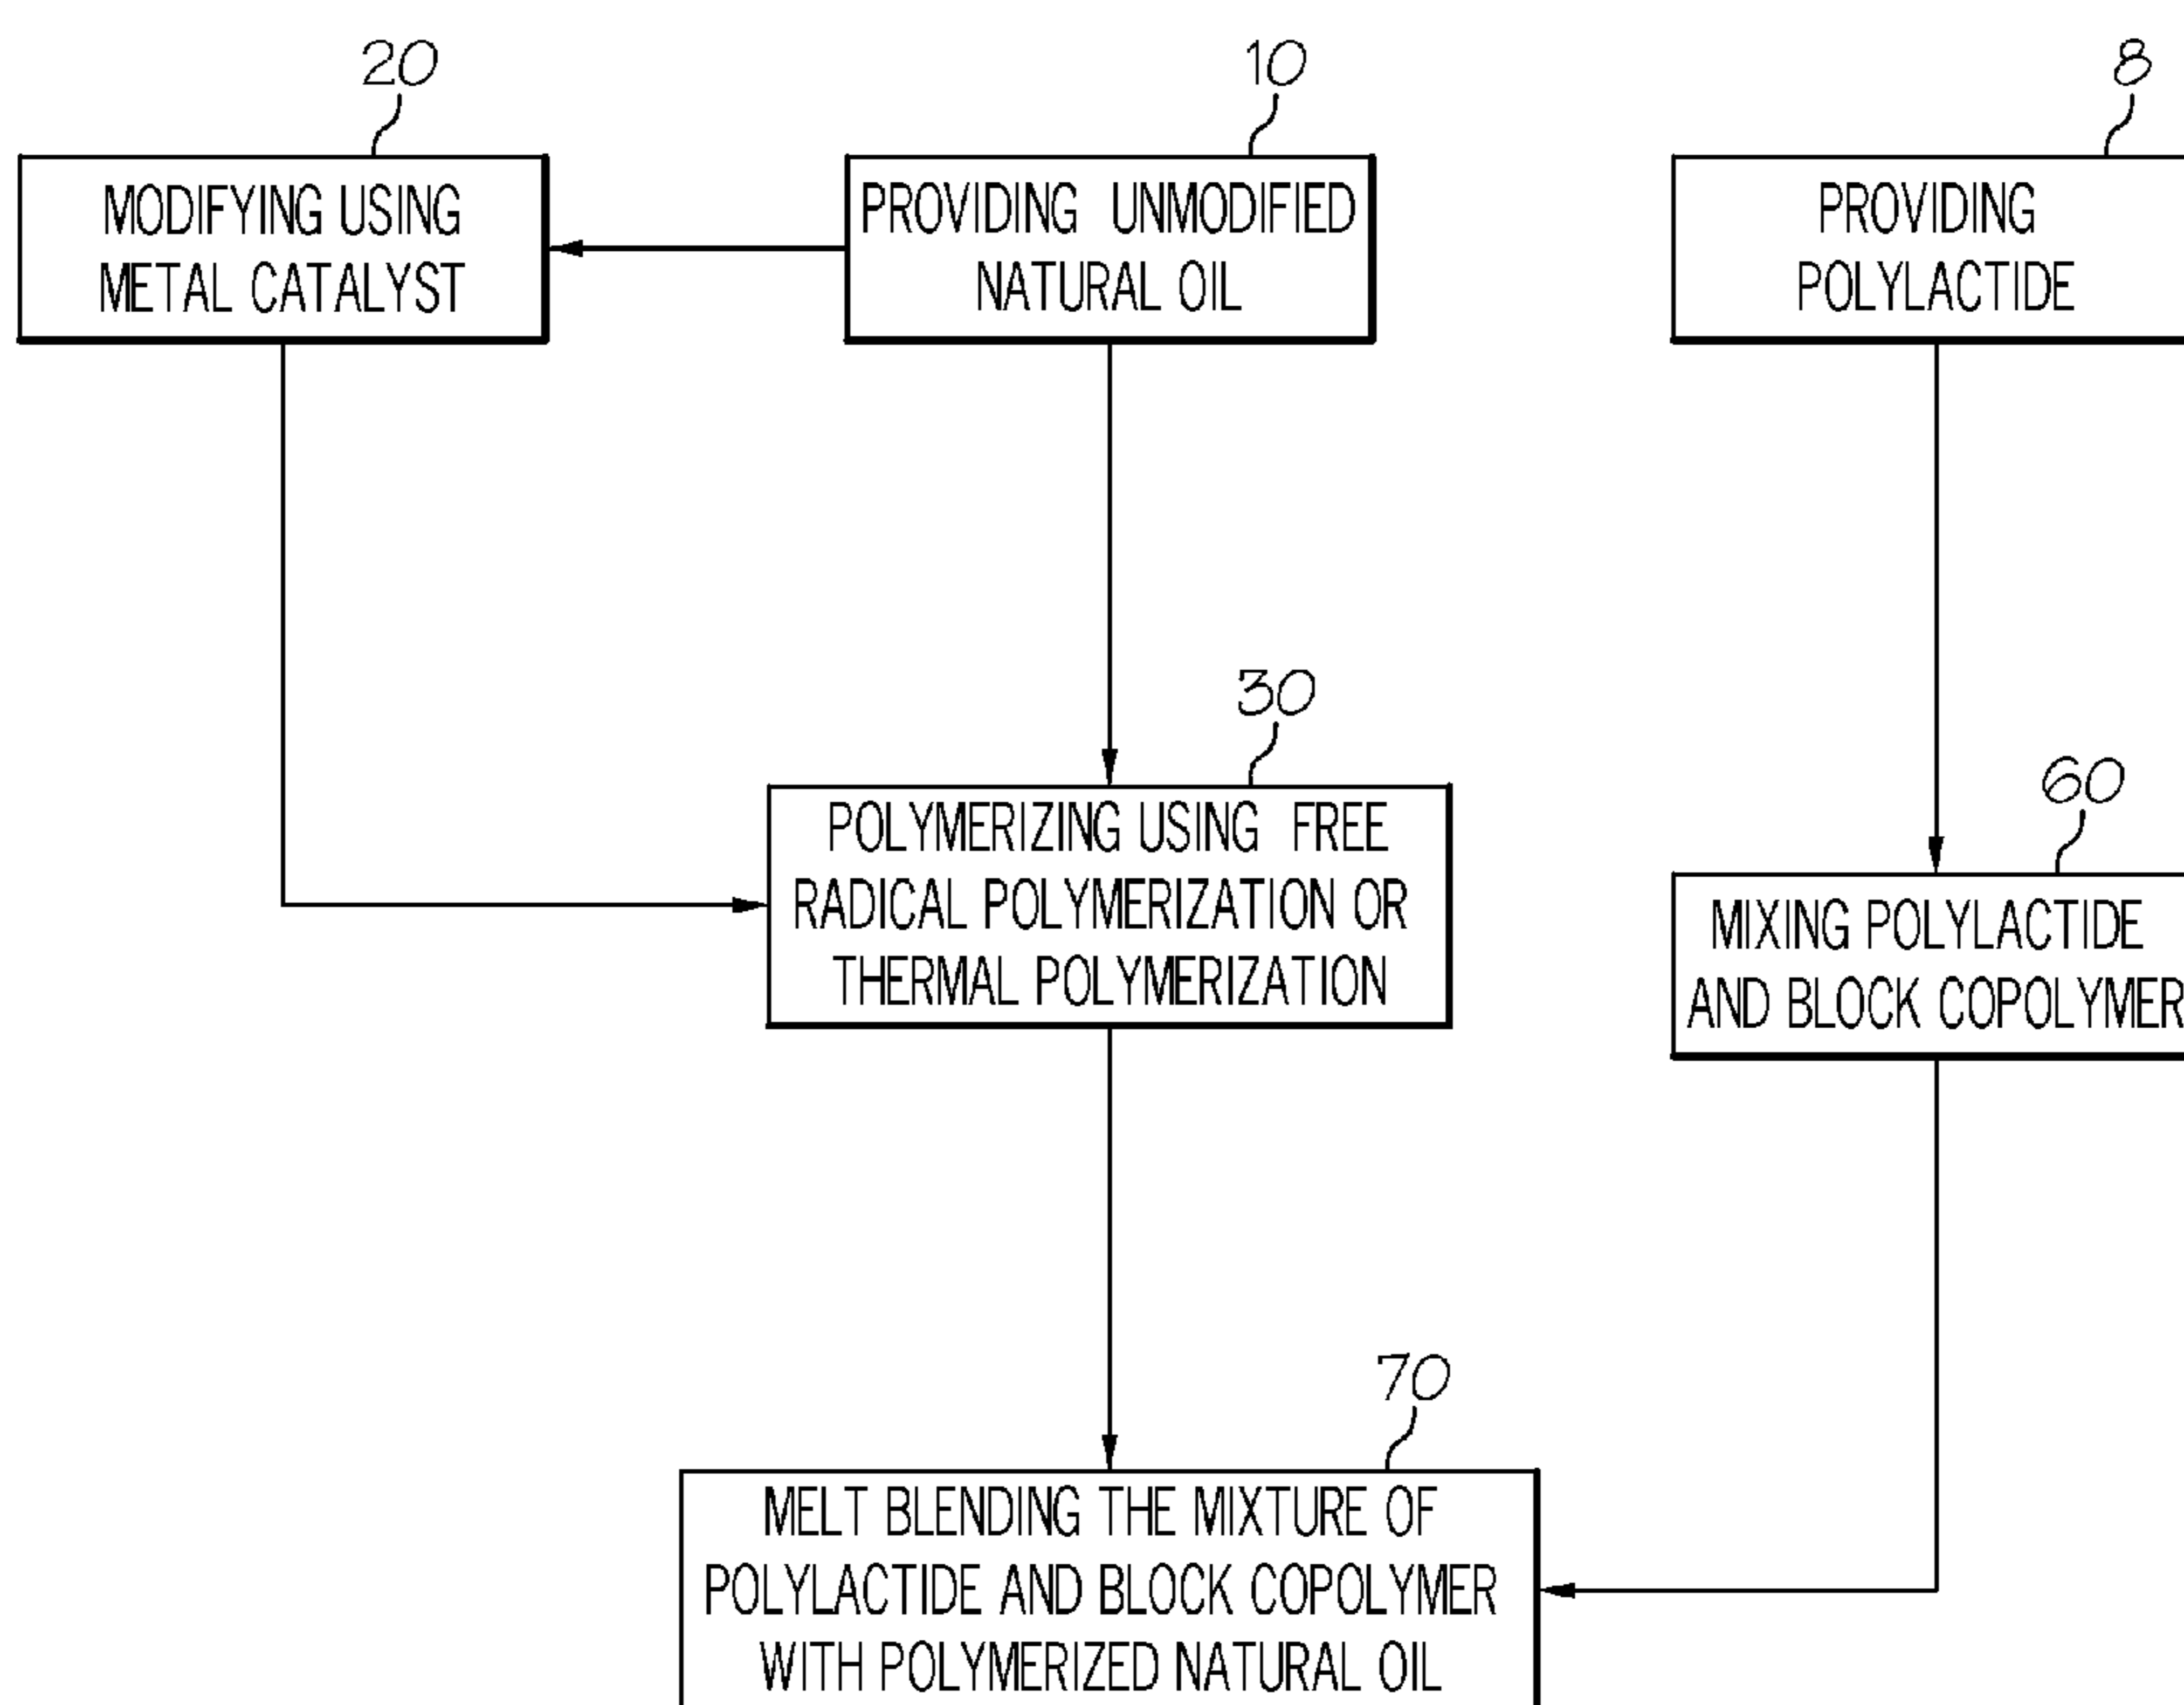 20
10
8
MODIFYING USING
METAL CATALYST
PROVIDING UNMODIFIED
NATURAL OIL
PROVIDING
POLYLACTIDE
30
60
POLYMERIZING USING FREE
RADICAL POLYMERIZATION OR
THERMAL POLYMERIZATION
MIXING POLYLACTIDE
AND BLOCK COPOLYMER
70
MELT BLENDING THE MIXTURE OF
POLYLACTIDE AND BLOCK COPOLYMER
WITH POLYMERIZED NATURAL OIL